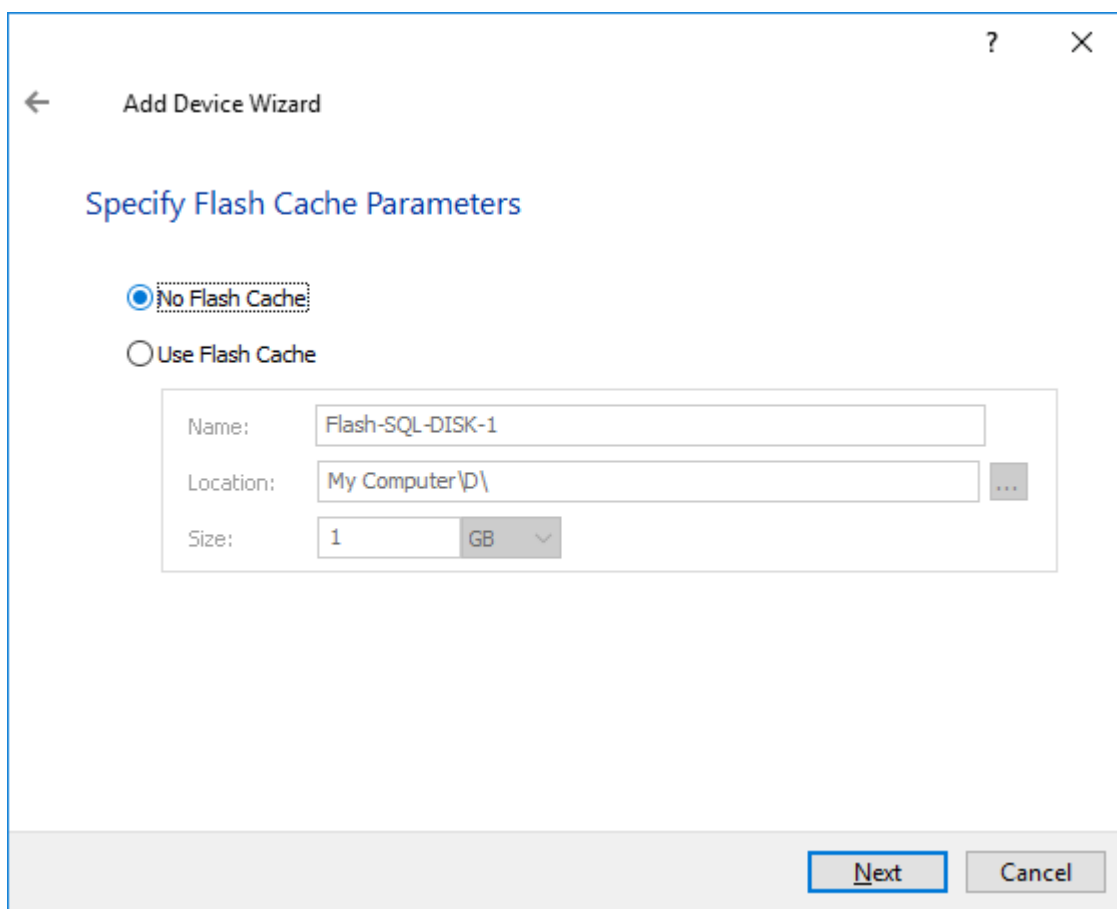 ?
Add Device Wizard
Specify Flash Cache Parameters
No Flash Cache
Use Flash Cache
Name: Flash-SQL-DISK-1
Location: My Computer\D\ ...
Size: 1 GB
Next Cancel